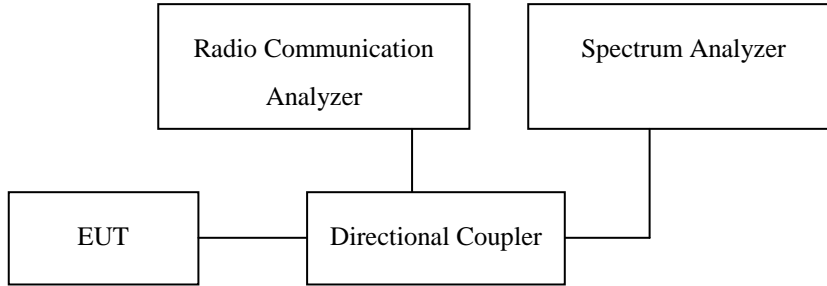 Radio Communication
Analyzer
Spectrum Analyzer
EUT
Directional Coupler